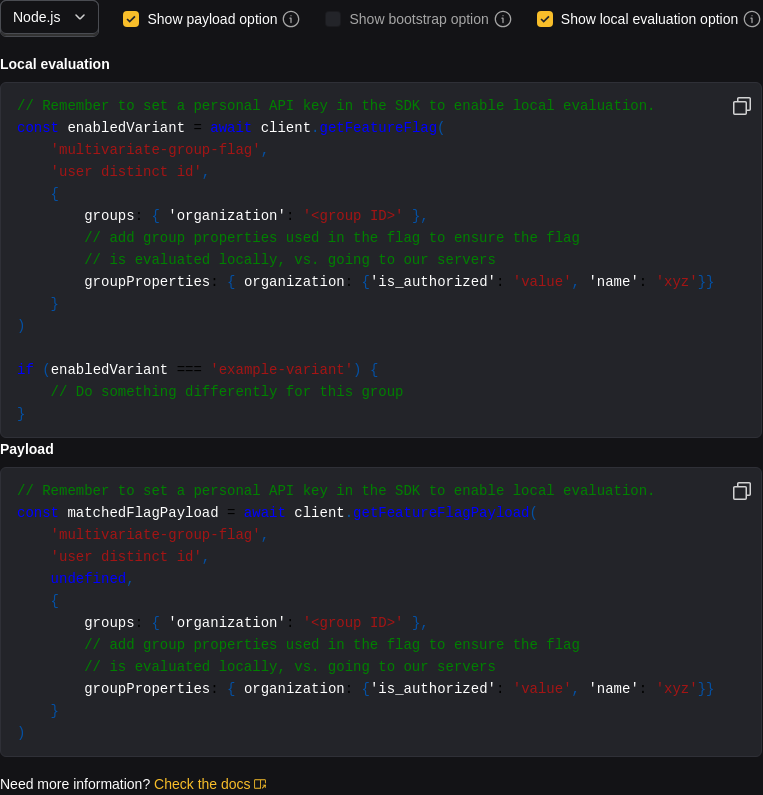 Node.js Show payload option Show bootstrap option Show local evaluation option
Local evaluation
// Remember to set a personal API key in the SDK to enable local evaluation.
const enabledVariant = await client.getFeatureFlag(
    'multivariate-group-flag',
    'user distinct id',
    {
        groups: { 'organization': '<group ID>' },
        // add group properties used in the flag to ensure the flag
        // is evaluated locally, vs. going to our servers
        groupProperties: { organization: {'is_authorized': 'value', 'name': 'xyz'}}
    }
)

if (enabledVariant === 'example-variant') {
    // Do something differently for this group
}
Payload
// Remember to set a personal API key in the SDK to enable local evaluation.
const matchedFlagPayload = await client.getFeatureFlagPayload(
    'multivariate-group-flag',
    'user distinct id',
    undefined,
    {
        groups: { 'organization': '<group ID>' },
        // add group properties used in the flag to ensure the flag
        // is evaluated locally, vs. going to our servers
        groupProperties: { organization: {'is_authorized': 'value', 'name': 'xyz'}}
    }
)
Need more information? Check the docs